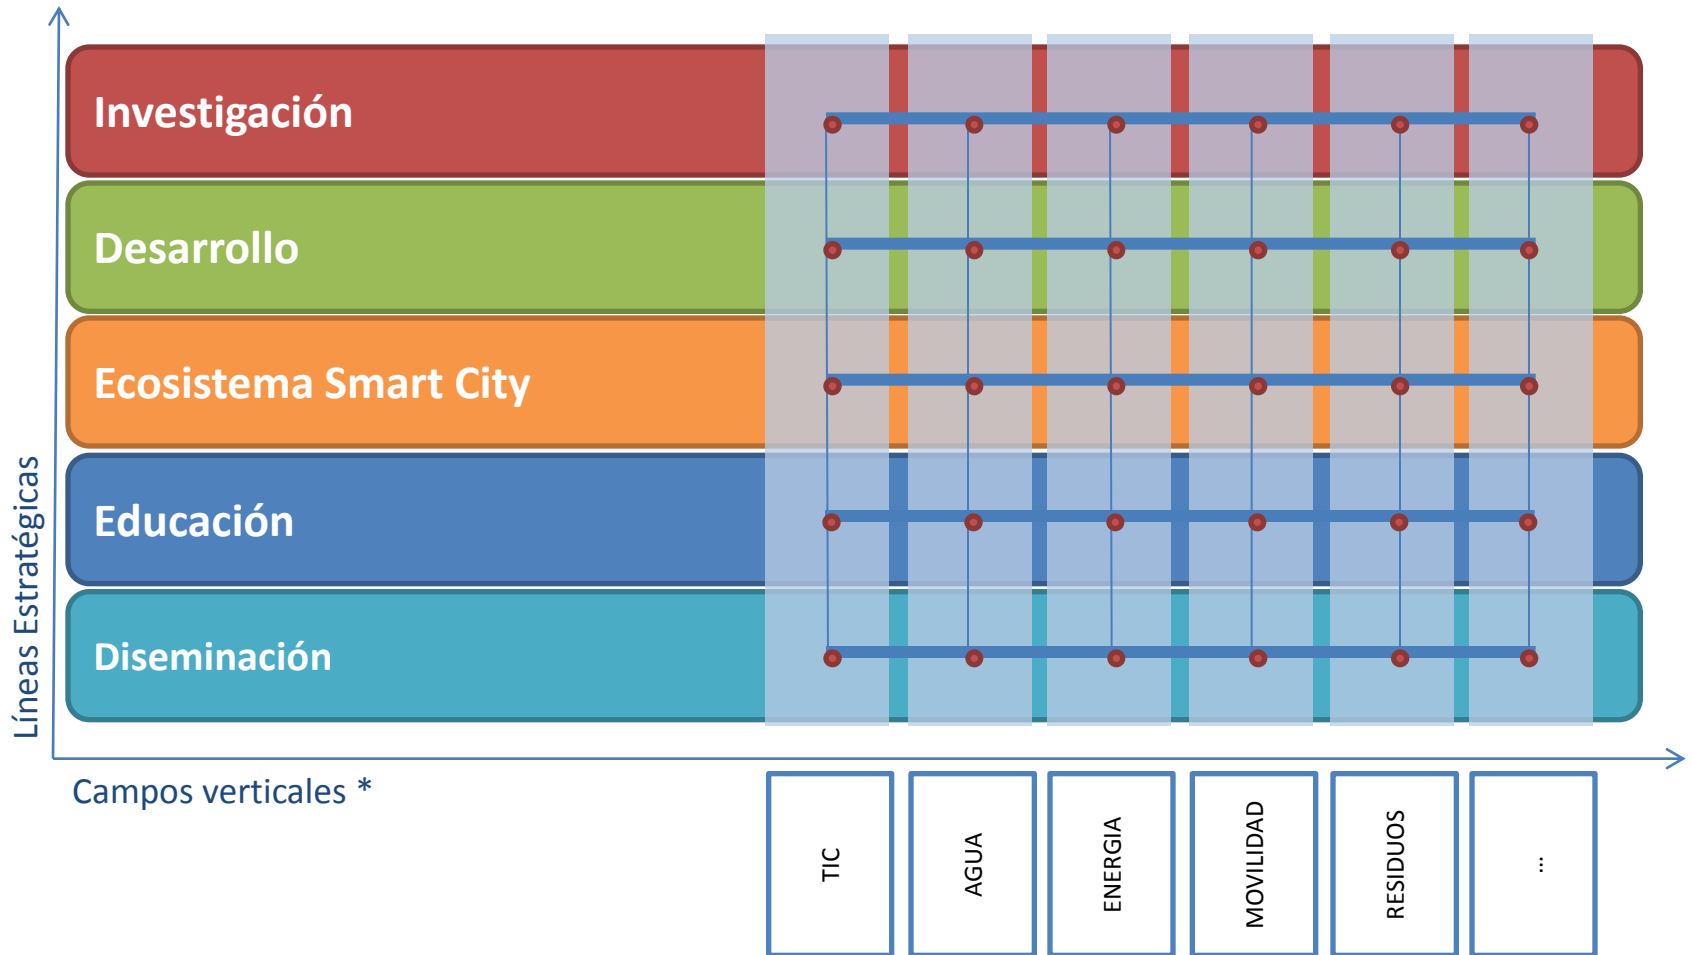 Investigación
Desarrollo
Ecosistema Smart City
Educación
Diseminación
Líneas Estratégicas
Campos verticales *
TIC
AGUA
ENERGIA
MOVILIDAD
RESIDUOS
...